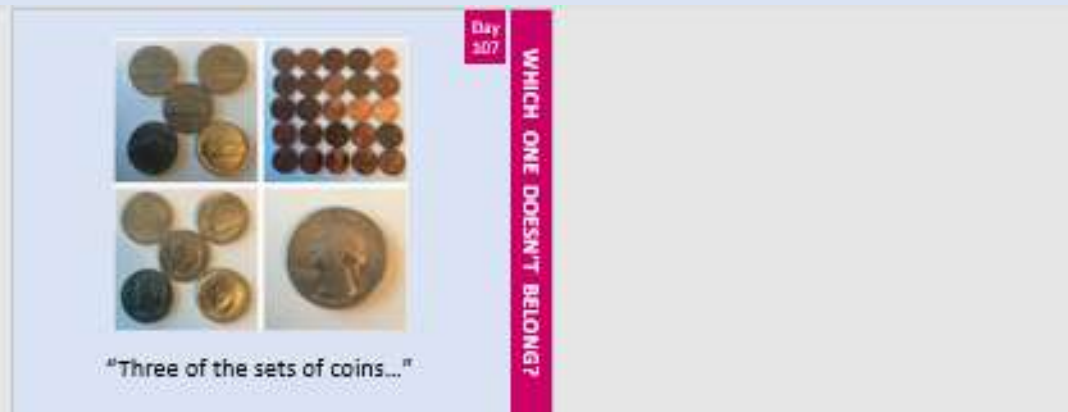 Day
107
WHICH ONE DOESN'T BELONG?
“Three of the sets of coins...”